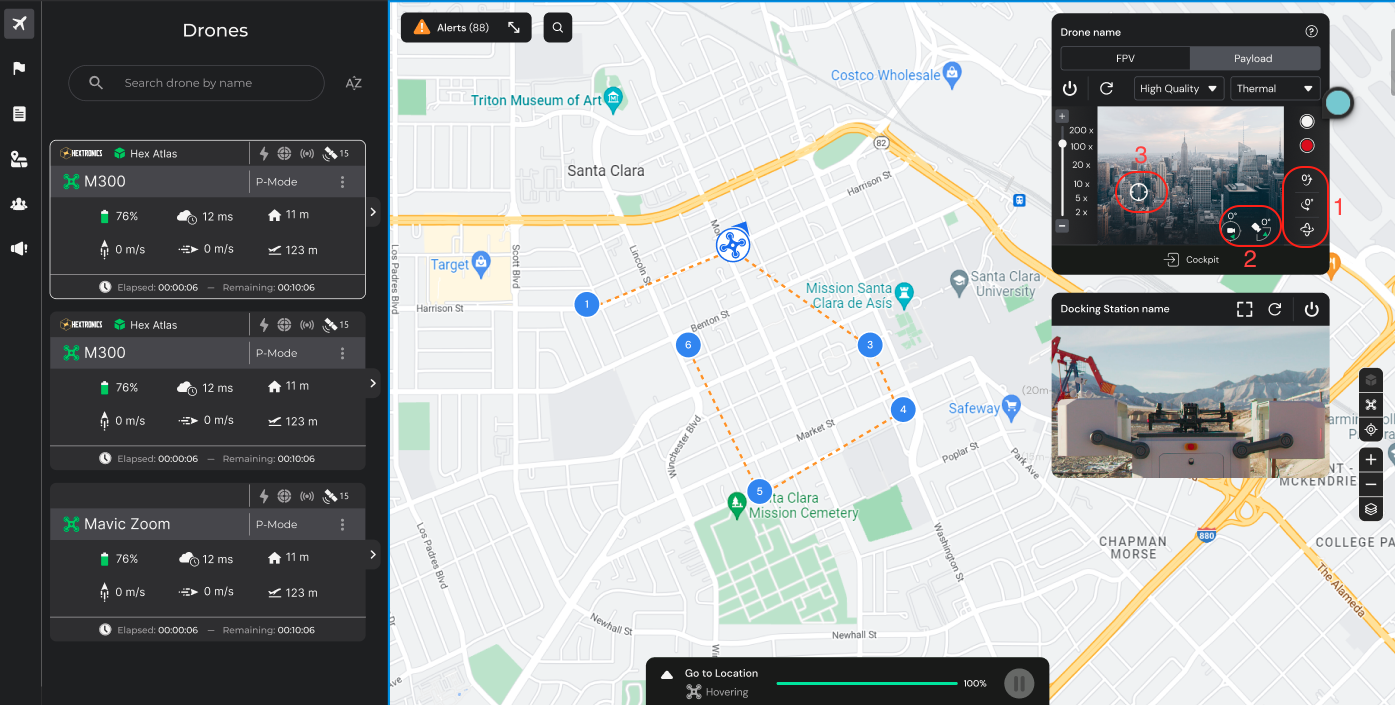 Drones
Search drone by name
AZ
HEXTRONICS Hex Atlas 15
M300 P-Mode
76% 12 ms 11 m
0 m/s 0 m/s 123 m
Elapsed: 00:00:06 — Remaining: 00:10:06
HEXTRONICS Hex Atlas 15
M300 P-Mode
76% 12 ms 11 m
0 m/s 0 m/s 123 m
Elapsed: 00:00:06 — Remaining: 00:10:06
15
Mavic Zoom P-Mode
76% 12 ms 11 m
0 m/s 0 m/s 123 m
Elapsed: 00:00:06 — Remaining: 00:10:06
Alerts (88)
Costco Wholesale
Triton Museum of Art
82
Santa Clara
Harrison St
Lincoln St
Scott Blvd
Los Padres Blvd
Target
Harrison St
Mission Santa
Clara de Asís
Santa Clara
University
1
Benton St
6
3
4
Safeway
(20m
Market St
Winchester Blvd
Poplar St
Park Ave
5
Clara
Mission Cemetery
Washington St
880
CHAPMAN
MORSE
MCKENDRIE
COLLEGE PA
Los Padres Blvd
The Alameda
Newhall St
Newhall St
Go to Location
Hovering
100%
Drone name
FPV Payload
High Quality Thermal
+
200 x
100 x
20 x
10 x
5 x
2 x
−
3
0°
0°
1
0° 0°
2
Cockpit
Docking Station name
+
−